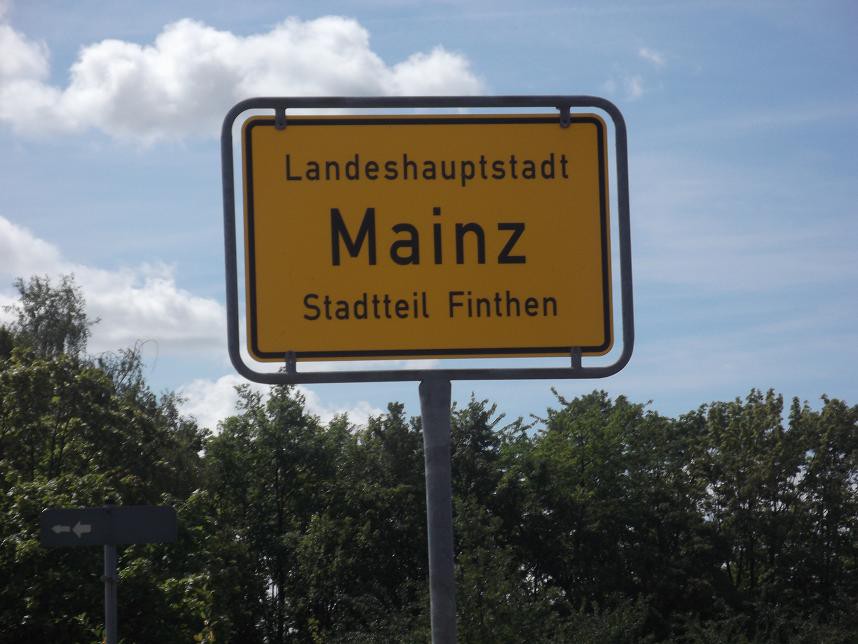 Landeshauptstadt
Mainz
Stadtteil Finthen